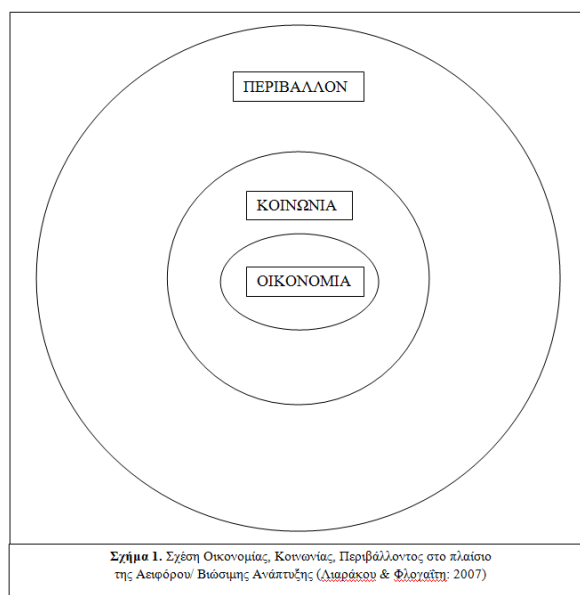 ΠΕΡΙΒΑΛΛΟΝ
ΚΟΙΝΩΝΙΑ
ΟΙΚΟΝΟΜΙΑ
Σχήμα 1. Σχέση Οικονομίας, Κοινωνίας, Περιβάλλοντος στο πλαίσιο
της Αειφόρου/ Βιώσιμης Ανάπτυξης (Λιαράκου & Φλογαΐτη: 2007)